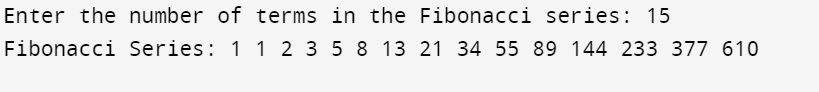 Enter the number of terms in the Fibonacci series: 15
Fibonacci Series: 1 1 2 3 5 8 13 21 34 55 89 144 233 377 610